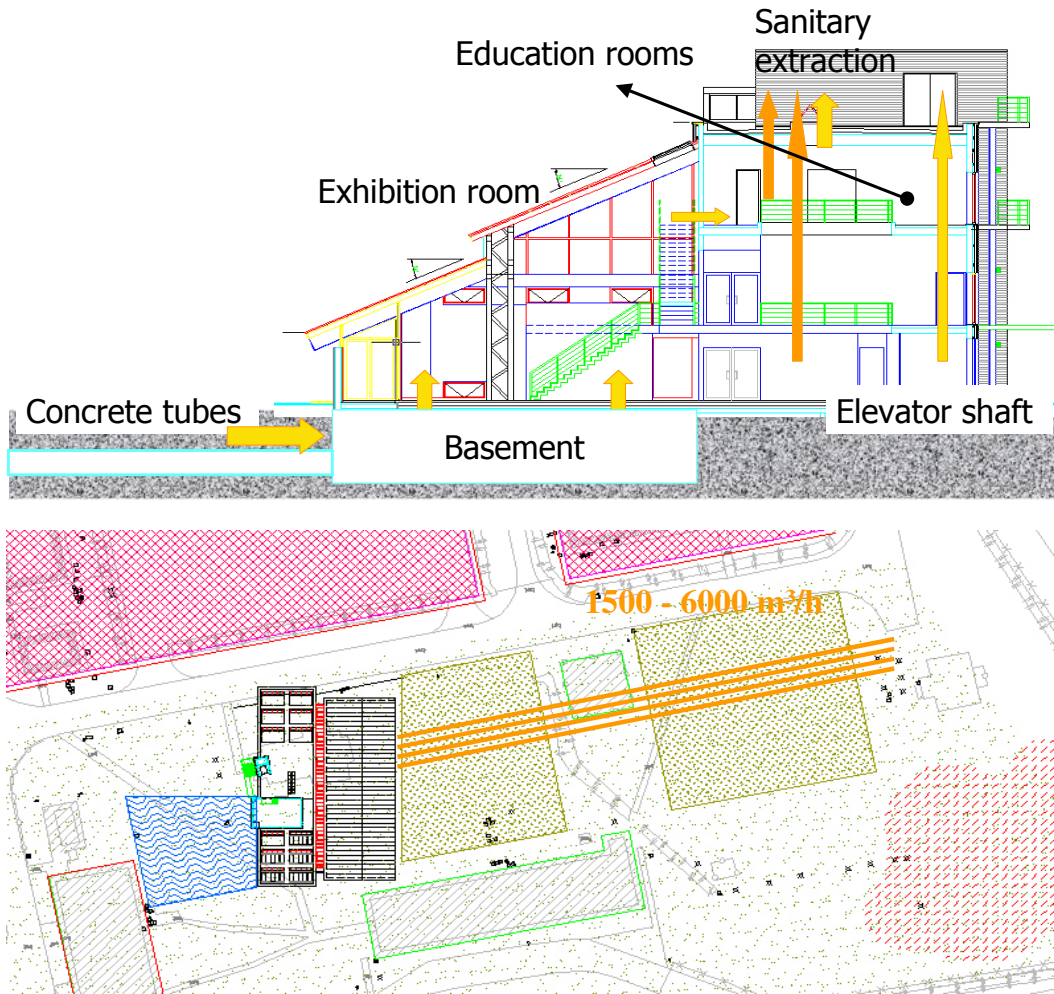 Sanitary
extraction
Education rooms
Exhibition room
Concrete tubes
Basement
Elevator shaft
1500 - 6000 m³/h